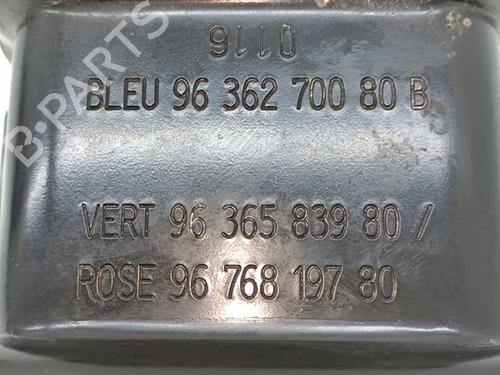 0116
BLEU 96 362 700 80 B
VERT 96 365 839 80 /
ROSE 96 768 197 80
B-PARTS